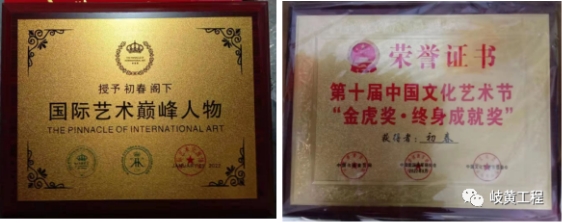 授予 初春 阁下
国际艺术巅峰人物
THE PINNACLE OF INTERNATIONAL ART
荣誉证书
第十届中国文化艺术节
“金虎奖·终身成就奖”
获得者：初春
岐黄工程